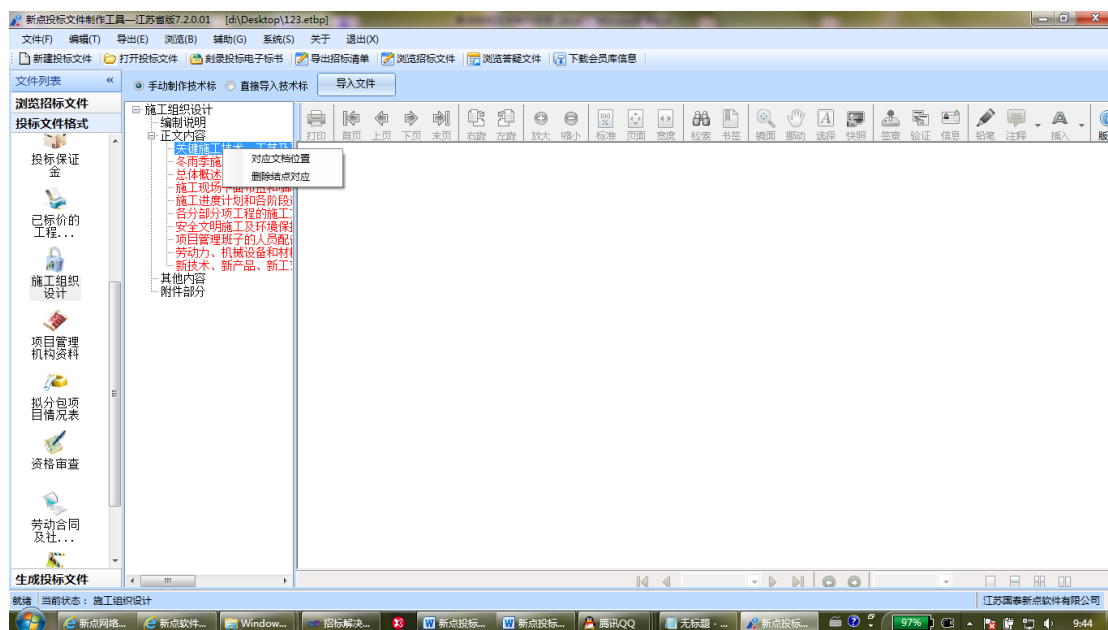 新点投标文件制作工具—江苏省版7.2.0.01 [d:\Desktop\123.etbp]
文件(F) 编辑(T) 导出(E) 浏览(B) 辅助(G) 系统(S) 关于 退出(X)
新建投标文件 打开投标文件 刻录投标电子标书 导出招标清单 浏览招标文件 浏览答疑文件 下载会员库信息
文件列表 «
手动制作技术标 直接导入技术标 导入文件
浏览招标文件
投标文件格式
投标保证
金
已标价的
工程...
施工组织
设计
项目管理
机构资料
拟分包项
目情况表
资格审查
劳动合同
及社...
生成投标文件
施工组织设计
编制说明
正文内容
关键施工技术、工艺及
冬雨季施
总体概述
施工现场平面布置和临
施工进度计划和各阶段
各分部分项工程的施工
安全文明施工及环境保
项目管理班子的人员配
劳动力、机械设备和材
新技术、新产品、新工
其他内容
附件部分
对应文档位置
删除结点对应
打印 首页 上页 下页 末页 右旋 左旋 放大 缩小 标准 页面 宽度 检索 书签 镜面 挪动 选择 快照 签章 验证 信息 铅笔 注释 插入 版
就绪 当前状态：施工组织设计 江苏国泰新点软件有限公司
新点网络... 新点软件... Window... 招标解决... 新点投标... 新点投标... 腾讯QQ 无标题 - ... 新点投标... 97% 9:44